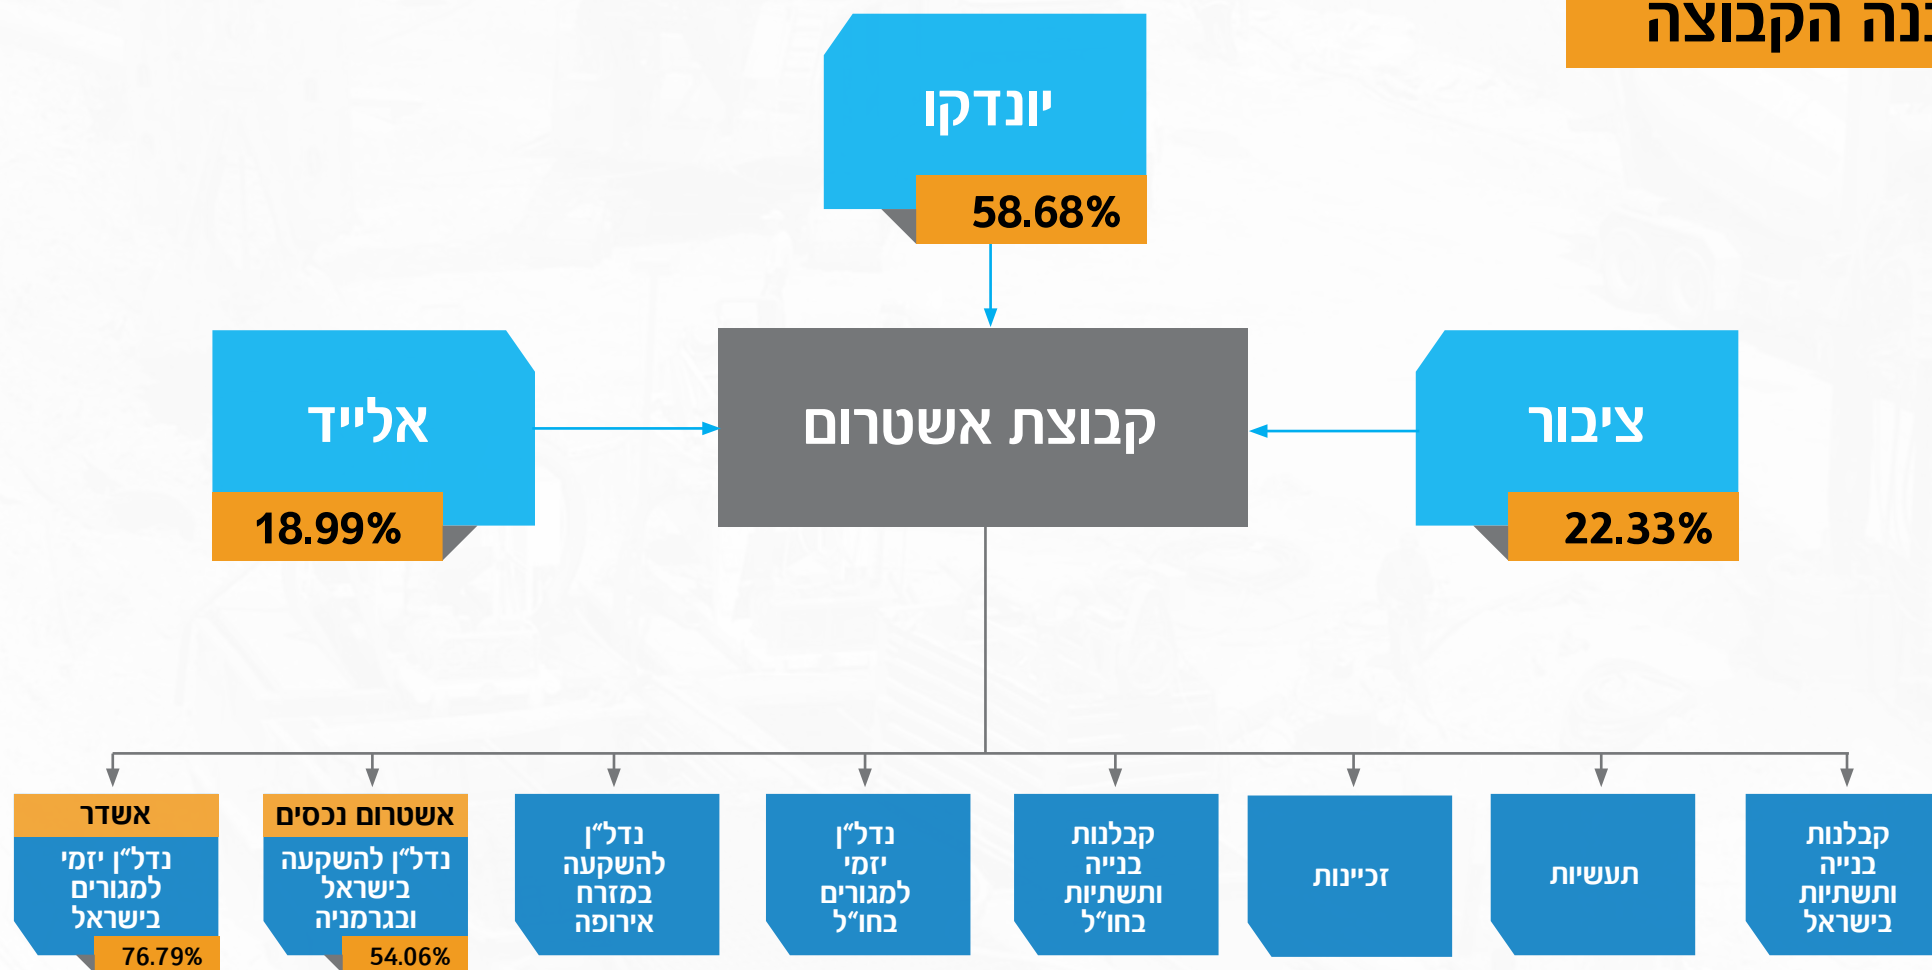 הקבוצה
יונדקו
58.68%
ציבור
22.33%
קבוצת אשטרום
אלייד
18.99%
קבלנות
בנייה
ותשתיות
בישראל
תעשיות
זכיינות
קבלנות
בנייה
ותשתיות
בחו״ל
נדל״ן
יזמי
למגורים
בחו״ל
נדל״ן
להשקעה
במזרח
אירופה
אשטרום נכסים
נדל״ן להשקעה
בישראל
ובגרמניה
54.06%
אשדר
נדל״ן יזמי
למגורים
בישראל
76.79%